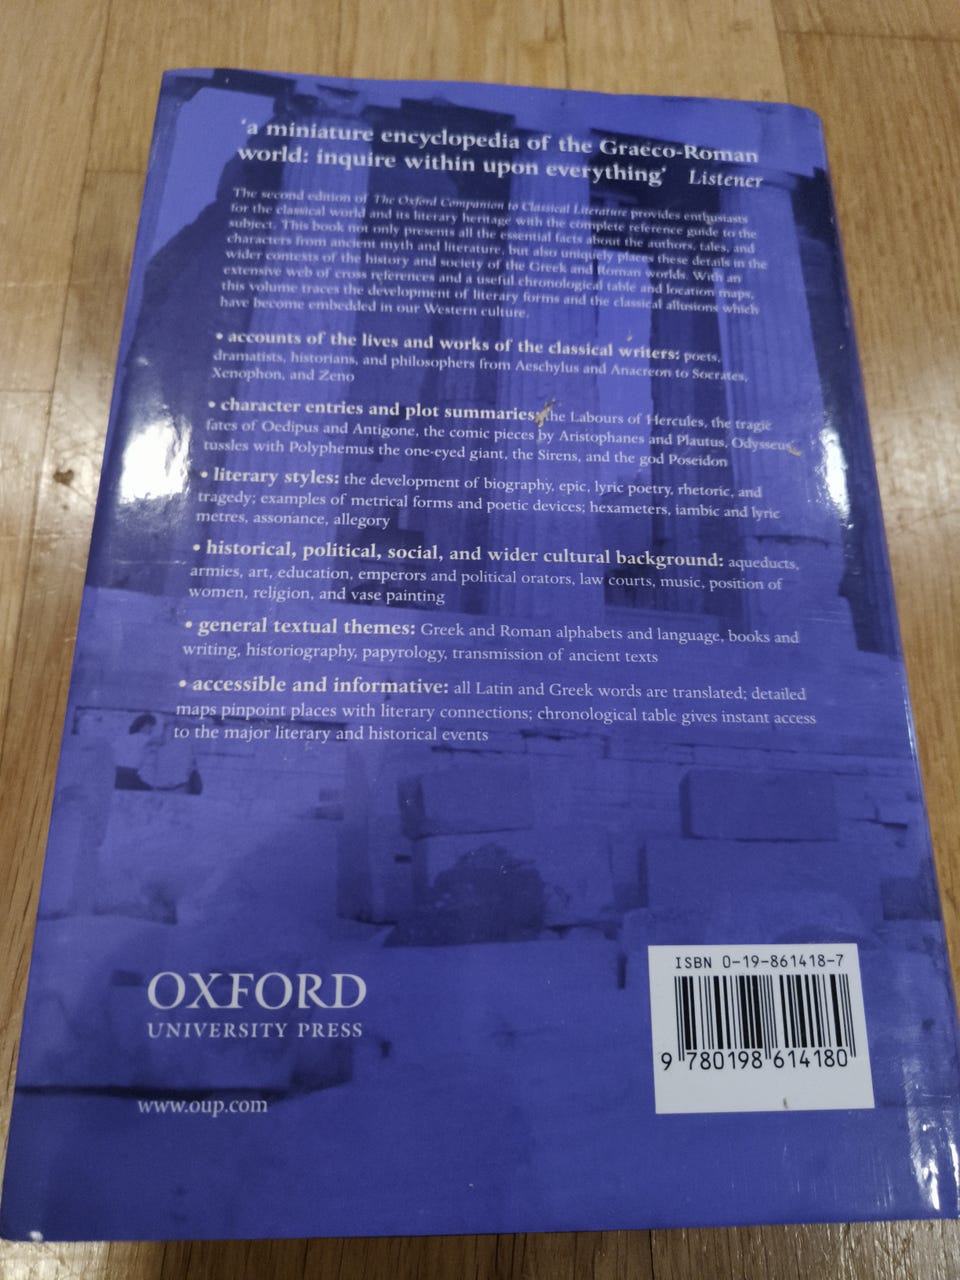 'a miniature encyclopedia of the Graeco-Roman
world: inquire within upon everything' Listener
The second edition of The Oxford Companion to Classical Literature provides enthusiasts
for the classical world and its literary heritage with the complete reference guide to the
subject. This book not only presents all the essential facts about the authors, tales, and
characters from ancient myth and literature, but also uniquely places these details in the
wider contexts of the history and society of the Greek and Roman worlds. With an
extensive web of cross references and a useful chronological table and location maps,
this volume traces the development of literary forms and the classical allusions which
have become embedded in our Western culture.
• accounts of the lives and works of the classical writers: poets,
dramatists, historians, and philosophers from Aeschylus and Anacreon to Socrates,
Xenophon, and Zeno
• character entries and plot summaries: the Labours of Hercules, the tragic
fates of Oedipus and Antigone, the comic pieces by Aristophanes and Plautus, Odysseus'
tussles with Polyphemus the one-eyed giant, the Sirens, and the god Poseidon
• literary styles: the development of biography, epic, lyric poetry, rhetoric, and
tragedy; examples of metrical forms and poetic devices; hexameters, iambic and lyric
metres, assonance, allegory
• historical, political, social, and wider cultural background: aqueducts,
armies, art, education, emperors and political orators, law courts, music, position of
women, religion, and vase painting
• general textual themes: Greek and Roman alphabets and language, books and
writing, historiography, papyrology, transmission of ancient texts
• accessible and informative: all Latin and Greek words are translated; detailed
maps pinpoint places with literary connections; chronological table gives instant access
to the major literary and historical events
OXFORD
UNIVERSITY PRESS
www.oup.com
ISBN 0-19-861418-7
9 780198 614180